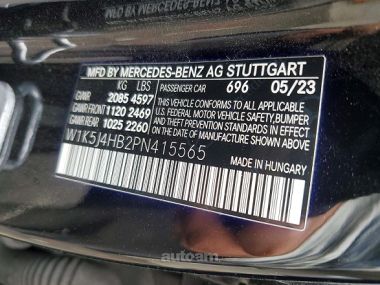 MFD BY MERCEDES-BENZ AG STUTTGART
KG LBS PASSENGER CAR 696 05/23
GVWR 2085 4597 THIS VEHICLE CONFORMS TO ALL
GAWR FRONT 1120 2469 APPLICABLE U.S. FEDERAL
GAWR REAR 1025 2260 MOTOR VEHICLE SAFETY, BUMPER,
AND THEFT PREVENTION STANDARDS
IN EFFECT ON THE DATE OF
MANUFACTURE SHOWN ABOVE.
W1K5J4HB2PN415565
MADE IN HUNGARY
autoam